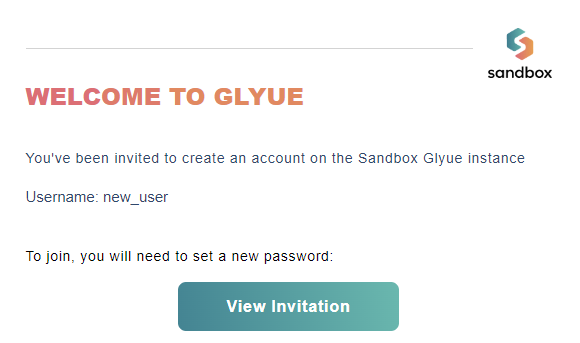 sandbox
WELCOME TO GLYUE
You've been invited to create an account on the Sandbox Glyue instance
Username: new_user
To join, you will need to set a new password:
View Invitation